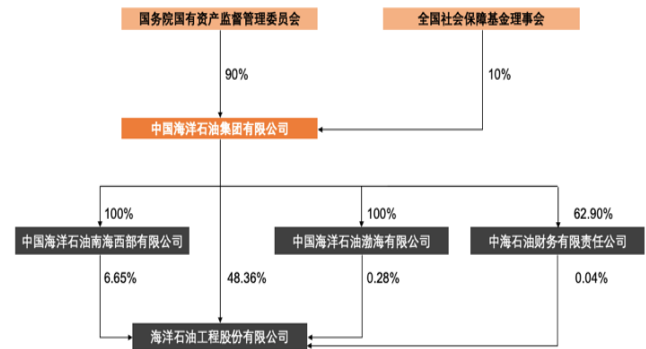 国务院国有资产监督管理委员会
全国社会保障基金理事会
90%
10%
中国海洋石油集团有限公司
100%
100%
62.90%
中国海洋石油南海西部有限公司
中国海洋石油渤海有限公司
中海石油财务有限责任公司
6.65%
48.36%
0.28%
0.04%
海洋石油工程股份有限公司